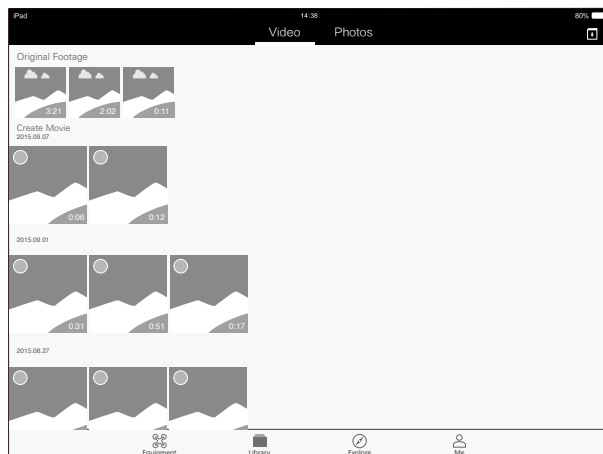 iPad 14:38 80%
Video Photos
Original Footage
3:21 2:02 0:11
Create Movie
2015.09.07
0:06 0:12
2015.09.01
0:31 0:51 0:17
2015.08.27
Equipment Library Explore Me